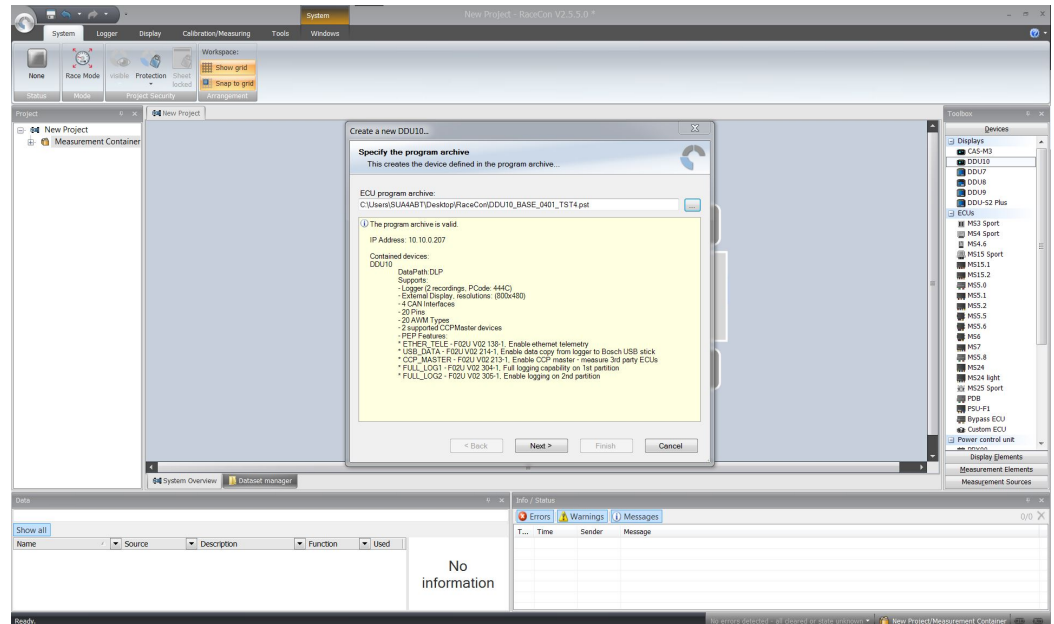 System
New Project - RaceCon V2.5.5.0 *
System Logger Display Calibration/Measuring Tools Windows
None
Race Mode
visible
Protection
Sheet locked
Workspace:
Show grid
Snap to grid
Status
Mode
Project Security
Arrangement
Project
New Project
Measurement Container
New Project
Create a new DDU10...
Specify the program archive
This creates the device defined in the program archive...
ECU program archive:
C:\Users\SUA4ABT\Desktop\RaceCon\DDU10_BASE_0401_TST4.pst
...
The program archive is valid.
IP Address: 10.10.0.207
Contained devices:
DDU10
DataPath:DLP
Supports:
- Logger (2 recordings, PCode: 444C)
- External Display, resolutions: (800x480)
- 4 CAN Interfaces
- 20 Pins
- 20 AWM Types
- 2 supported CCPMaster devices
- PEP Features:
* ETHER_TELE - F02U V02 138-1, Enable ethernet telemetry
* USB_DATA - F02U V02 214-1, Enable data copy from logger to Bosch USB stick
* CCP_MASTER - F02U V02 213-1, Enable CCP master - measure 3rd party ECUs
* FULL_LOG1 - F02U V02 304-1, Full logging capability on 1st partition
* FULL_LOG2 - F02U V02 305-1, Enable logging on 2nd partition
< Back
Next >
Finish
Cancel
Toolbox
Devices
Displays
CAS-M3
DDU10
DDU7
DDU8
DDU9
DDU-S2 Plus
ECUs
MS3 Sport
MS4 Sport
MS4.6
MS15 Sport
MS15.1
MS15.2
MS5.0
MS5.1
MS5.2
MS5.5
MS5.6
MS6
MS7
MS5.8
MS24
MS24 light
MS25 Sport
PDB
PSU-F1
Bypass ECU
Custom ECU
Power control unit
Display Elements
Measurement Elements
Measurement Sources
System Overview
Dataset manager
Data
Show all
Name Source Description Function Used
No information
Info / Status
Errors Warnings Messages
0/0
T... Time Sender Message
Ready.
No errors detected - all cleared or state unknown
New Project/Measurement Container